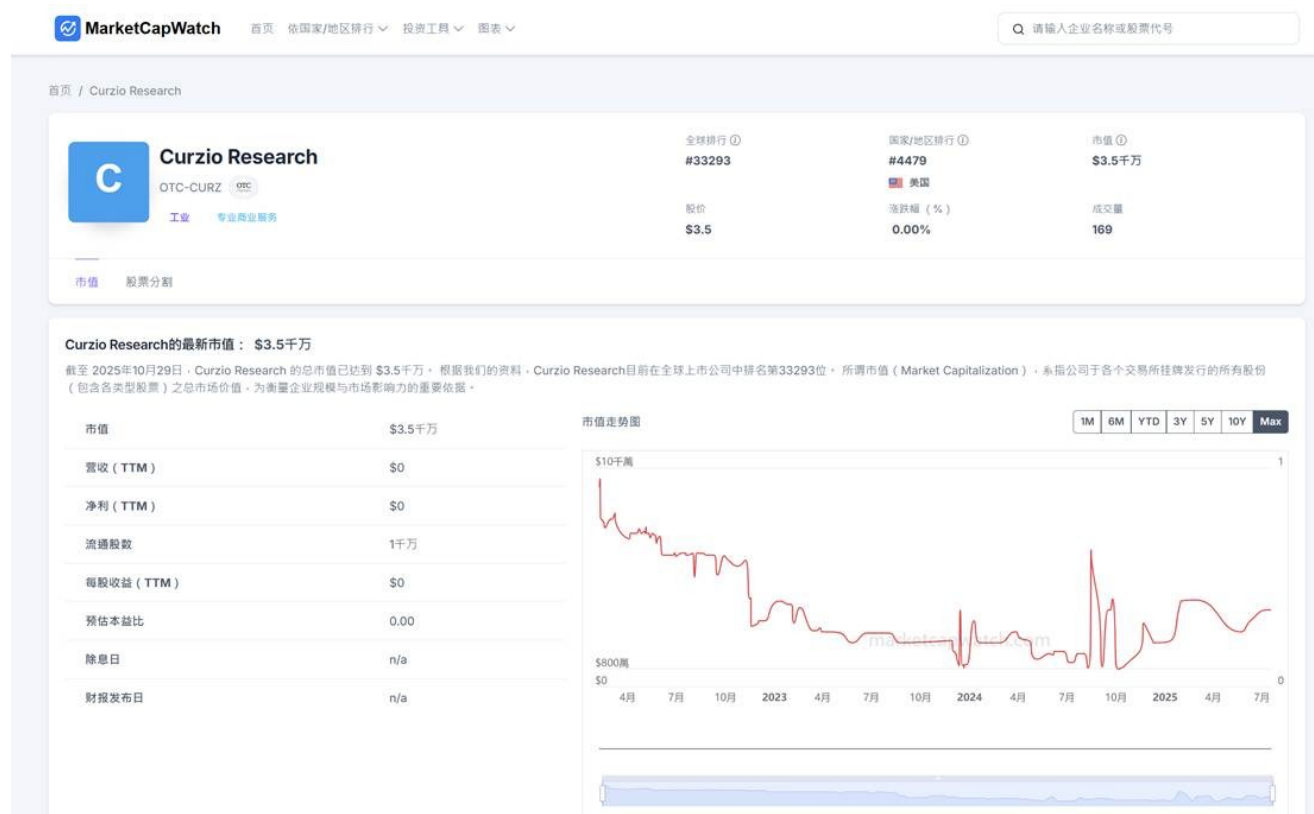 MarketCapWatch 首页 依国家/地区排行 投资工具 图表 请输入企业名称或股票代号
首页 / Curzio Research
C
Curzio Research
OTC-CURZ OTC
工业 专业商业服务
全球排行 国家/地区排行 市值
#33293 #4479 $3.5千万
美国
股价 涨跌幅 ( % ) 成交量
$3.5 0.00% 169
市值 股票分割
Curzio Research的最新市值： $3.5千万
截至 2025年10月29日，Curzio Research 的总市值已达到 $3.5千万。 根据我们的资料，Curzio Research目前在全球上市公司中排名第33293位。 所谓市值 ( Market Capitalization ) ，系指公司于各个交易所挂牌发行的所有股份
( 包含各类型股票 ) 之总市场价值，为衡量企业规模与市场影响力的重要依据。
市值 $3.5千万
营收 ( TTM ) $0
净利 ( TTM ) $0
流通股数 1千万
每股收益 ( TTM ) $0
预估本益比 0.00
除息日 n/a
财报发布日 n/a
市值走势图 1M 6M YTD 3Y 5Y 10Y Max
$10千萬 1
marketcapwatch.com
$800萬
$0 0
4月 7月 10月 2023 4月 7月 10月 2024 4月 7月 10月 2025 4月 7月